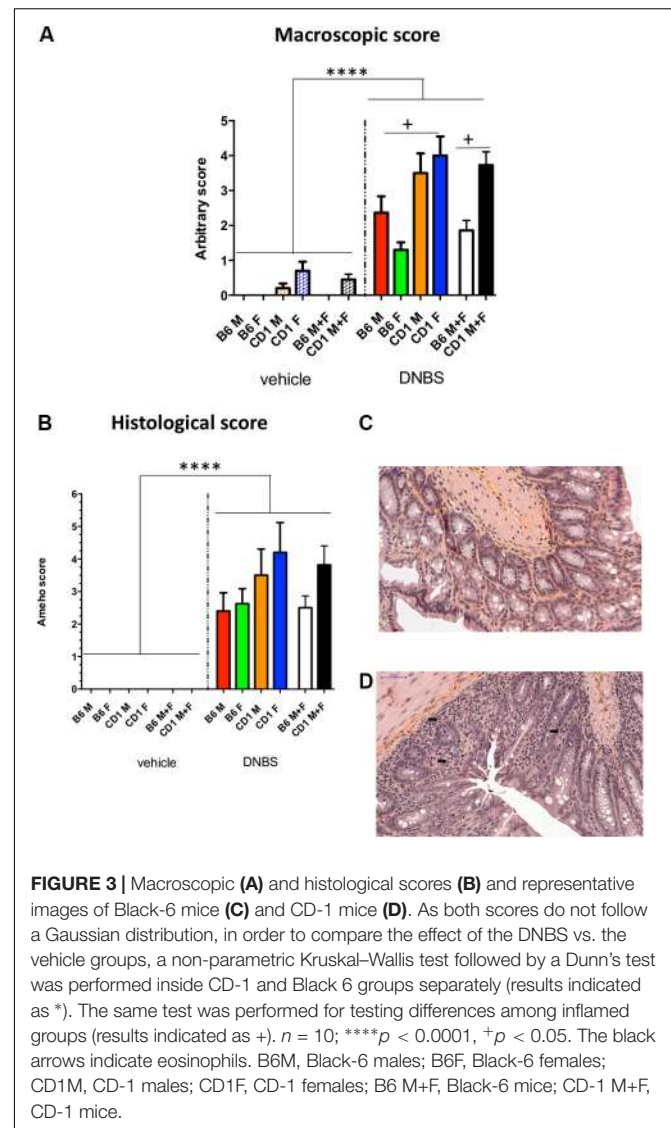 A
Macroscopic score
****
+
+
Arbitrary score
5
4
3
2
1
0
B6 M
B6 F
CD1 M
CD1 F
B6 M+F
CD1 M+F
B6 M
B6 F
CD1 M
CD1 F
B6 M+F
CD1 M+F
vehicle
DNBS
B
Histological score
****
Ameho score
6
5
4
3
2
1
0
B6 M
B6 F
CD1 M
CD1 F
B6 M+F
CD1 M+F
B6 M
B6 F
CD1 M
CD1 F
B6 M+F
CD1 M+F
vehicle
DNBS
C
D
FIGURE 3 | Macroscopic (A) and histological scores (B) and representative
images of Black-6 mice (C) and CD-1 mice (D). As both scores do not follow
a Gaussian distribution, in order to compare the effect of the DNBS vs. the
vehicle groups, a non-parametric Kruskal–Wallis test followed by a Dunn's test
was performed inside CD-1 and Black 6 groups separately (results indicated
as *). The same test was performed for testing differences among inflamed
groups (results indicated as +). n = 10; ****p < 0.0001, +p < 0.05. The black
arrows indicate eosinophils. B6M, Black-6 males; B6F, Black-6 females;
CD1M, CD-1 males; CD1F, CD-1 females; B6 M+F, Black-6 mice; CD-1 M+F,
CD-1 mice.